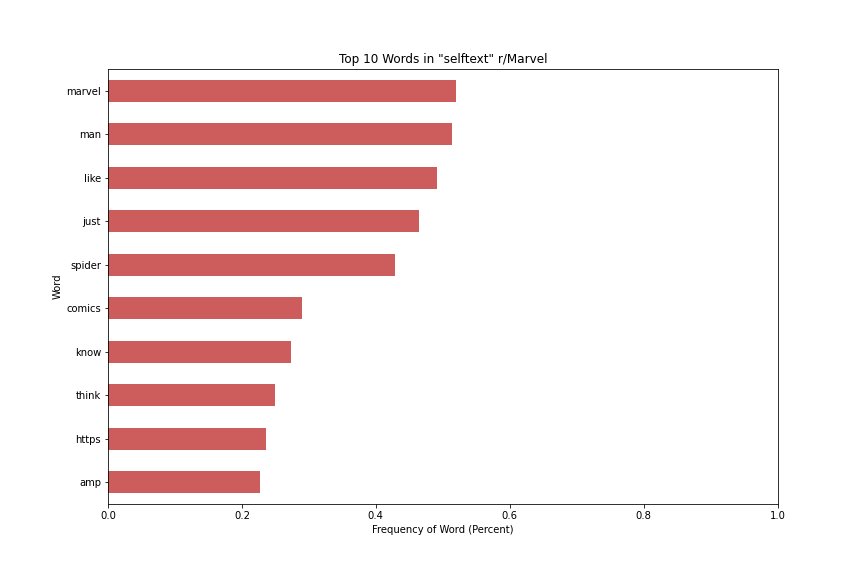 Top 10 Words in "selftext" r/Marvel
Word
marvel
man
like
just
spider
comics
know
think
https
amp
0.0 0.2 0.4 0.6 0.8 1.0
Frequency of Word (Percent)